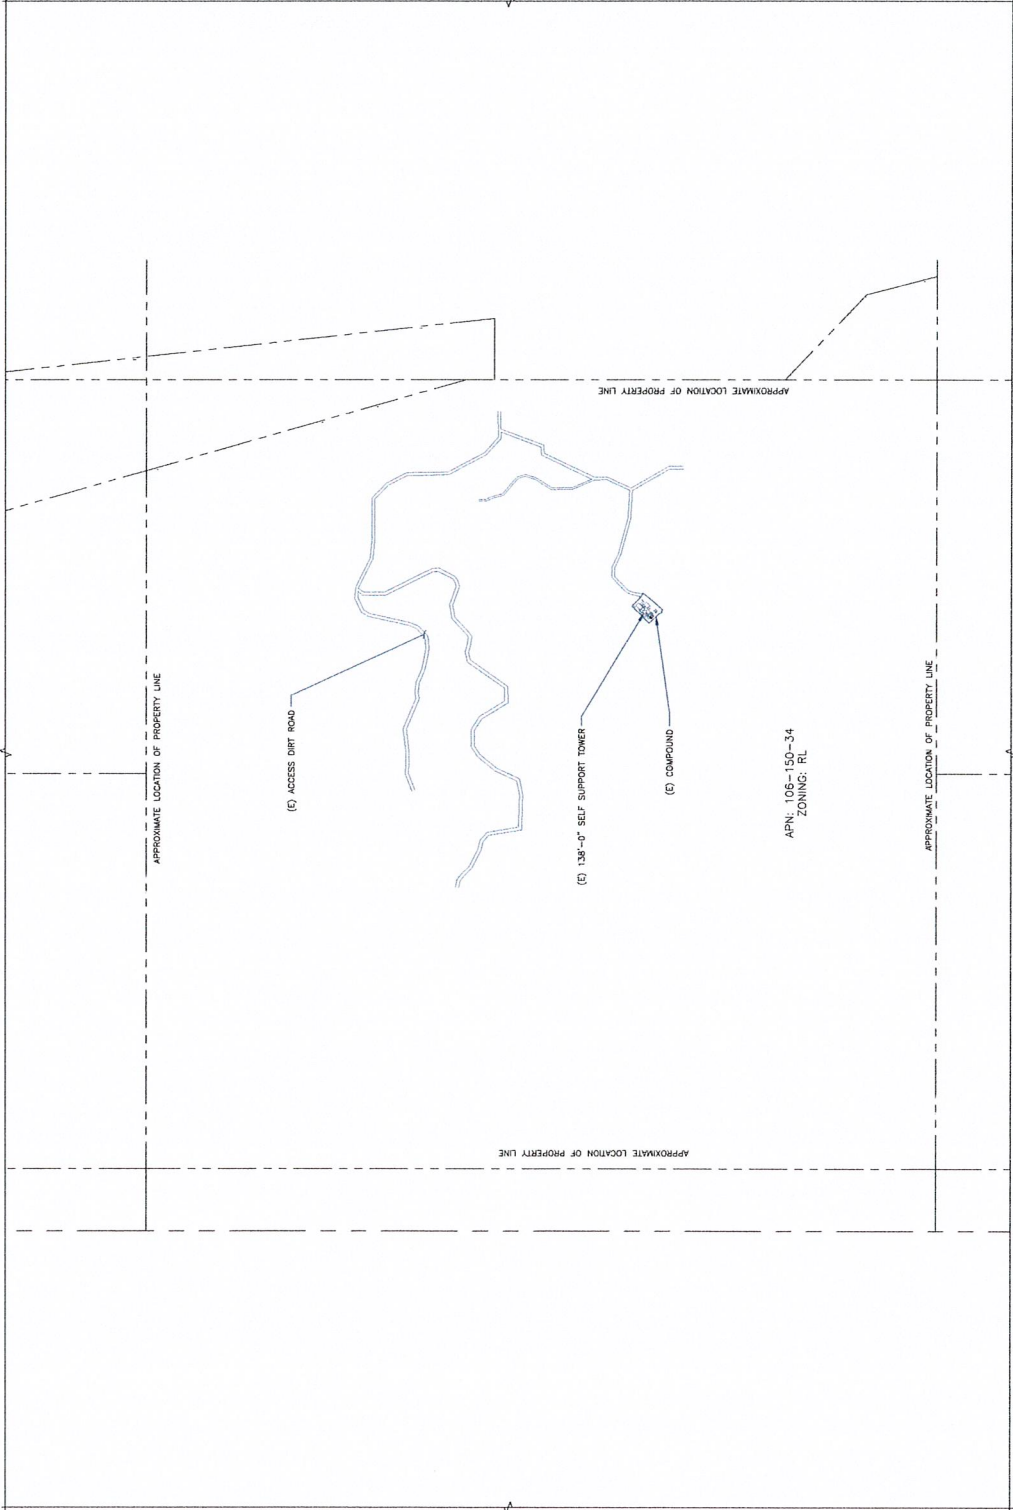 APPROXIMATE LOCATION OF PROPERTY LINE
(E) ACCESS DIRT ROAD
APPROXIMATE LOCATION OF PROPERTY LINE
APPROXIMATE LOCATION OF PROPERTY LINE
(E) 138'-0" SELF SUPPORT TOWER
(E) COMPOUND
APN: 106-150-34
ZONING: RL
APPROXIMATE LOCATION OF PROPERTY LINE